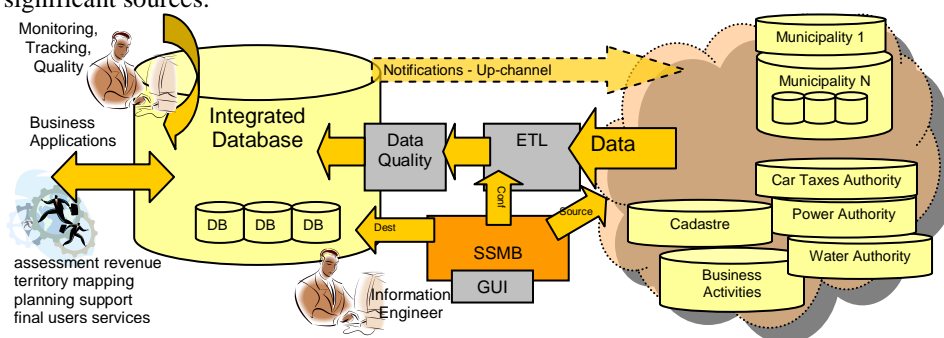 significant sources.
Monitoring,
Tracking,
Quality
Notifications - Up-channel
Municipality 1
Municipality N
Business
Applications
Integrated
Database
Data
Quality
ETL
Data
Conf
Source
Dest
DB DB DB
SSMB
GUI
Information
Engineer
Car Taxes Authority
Power Authority
Cadastre
Water Authority
Business
Activities
assessment revenue
territory mapping
planning support
final users services